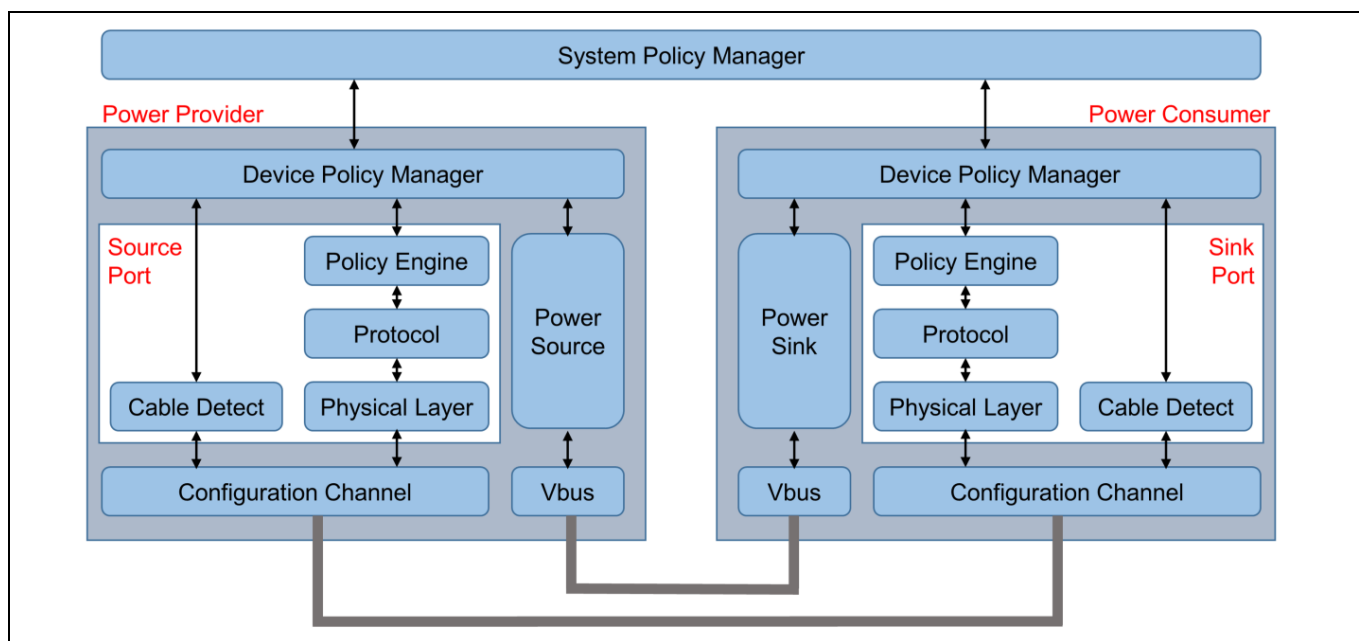 System Policy Manager
Power Provider
Power Consumer
Device Policy Manager
Source
Port
Policy Engine
Protocol
Cable Detect
Physical Layer
Power
Source
Configuration Channel
Vbus
Device Policy Manager
Power
Sink
Policy Engine
Protocol
Physical Layer
Sink
Port
Cable Detect
Vbus
Configuration Channel